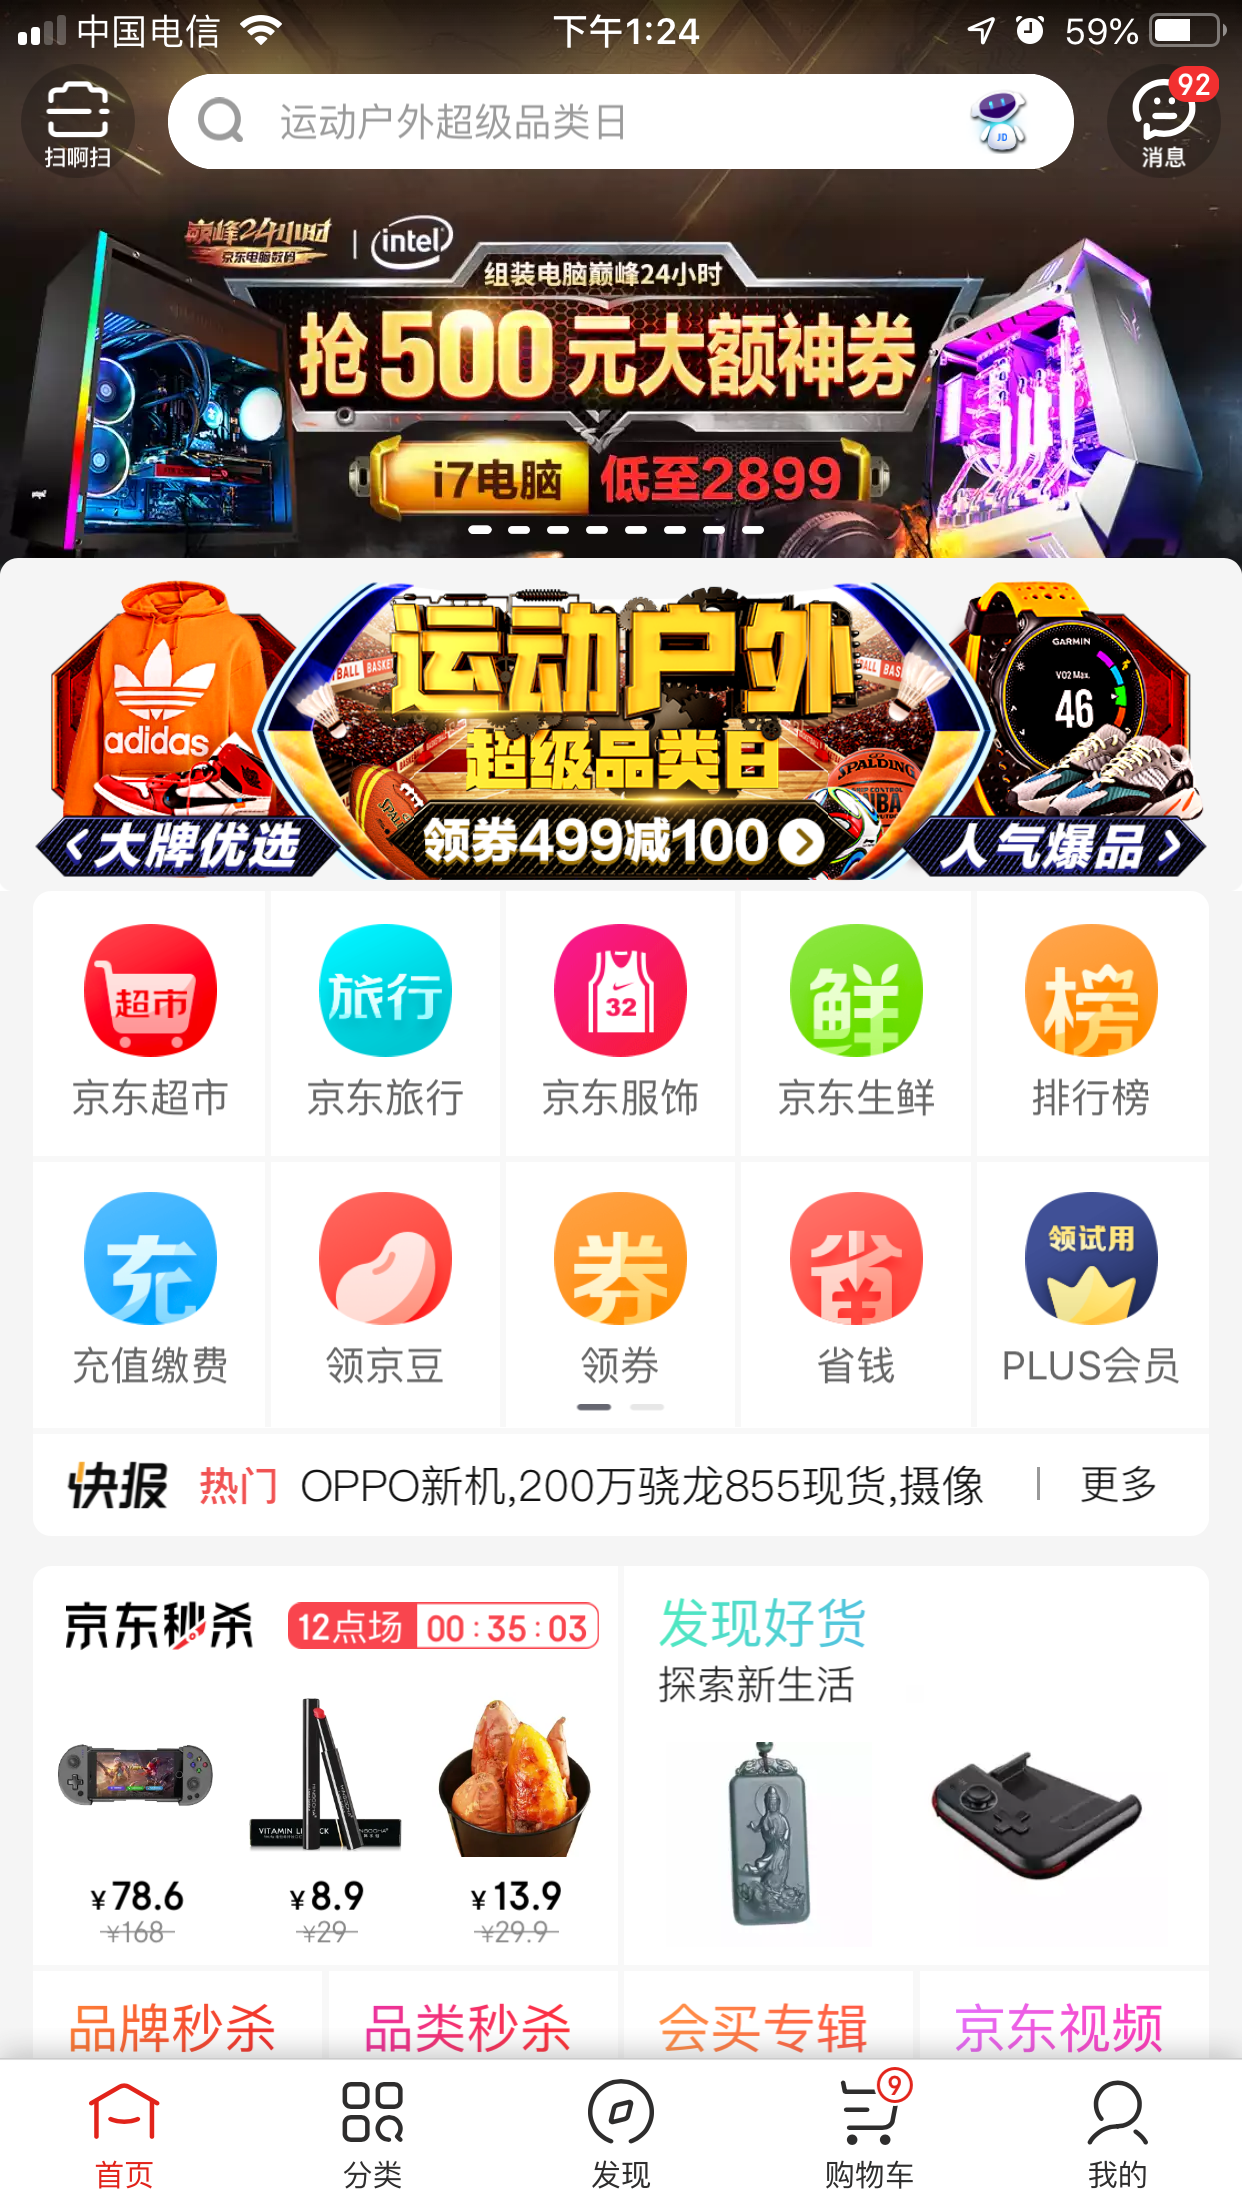 中国电信
下午1:24
59%
扫啊扫
运动户外超级品类日
JD
92
消息
巅峰24小时
京东电脑数码
intel
组装电脑巅峰24小时
抢500元大额神券
i7电脑 低至2899
adidas
运动户外
超级品类日
领券499减100
大牌优选
GARMIN
VO2 Max.
46
SPALDING
NBA
人气爆品
超市
旅行
32
鲜
榜
京东超市
京东旅行
京东服饰
京东生鲜
排行榜
充
券
省
领试用
充值缴费
领京豆
领券
省钱
PLUS会员
快报 热门 OPPO新机,200万骁龙855现货,摄像 更多
京东秒杀 12点场 00:35:03
VITAMIN
¥78.6
¥168
¥8.9
¥29
¥13.9
¥29.9
发现好货
探索新生活
品牌秒杀
品类秒杀
会买专辑
京东视频
9
首页
分类
发现
购物车
我的